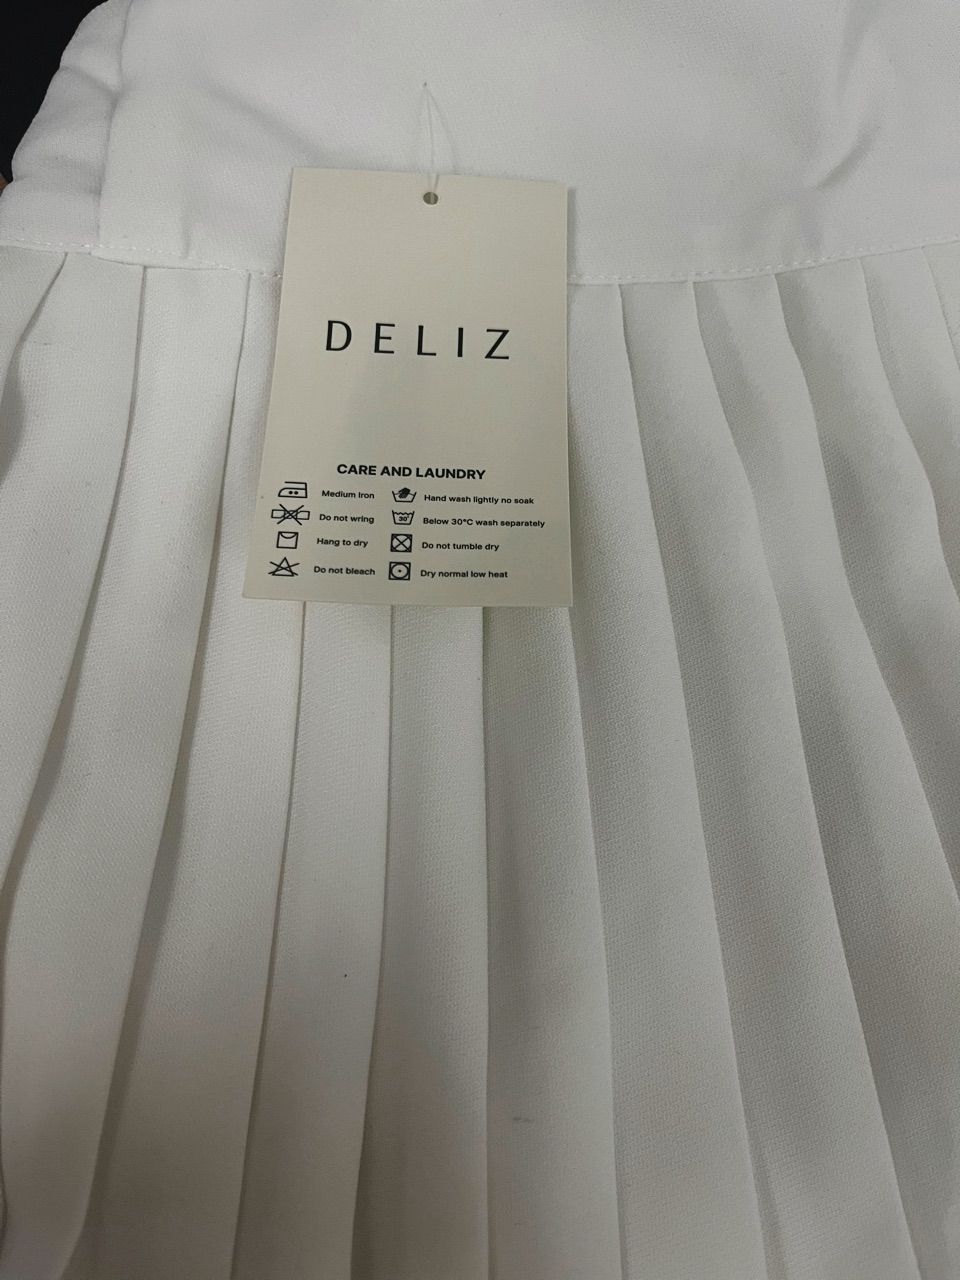 DELIZ
CARE AND LAUNDRY
Medium Iron
Hand wash lightly no soak
Do not wring
30°
Below 30°C wash separately
Hang to dry
Do not tumble dry
Do not bleach
Dry normal low heat